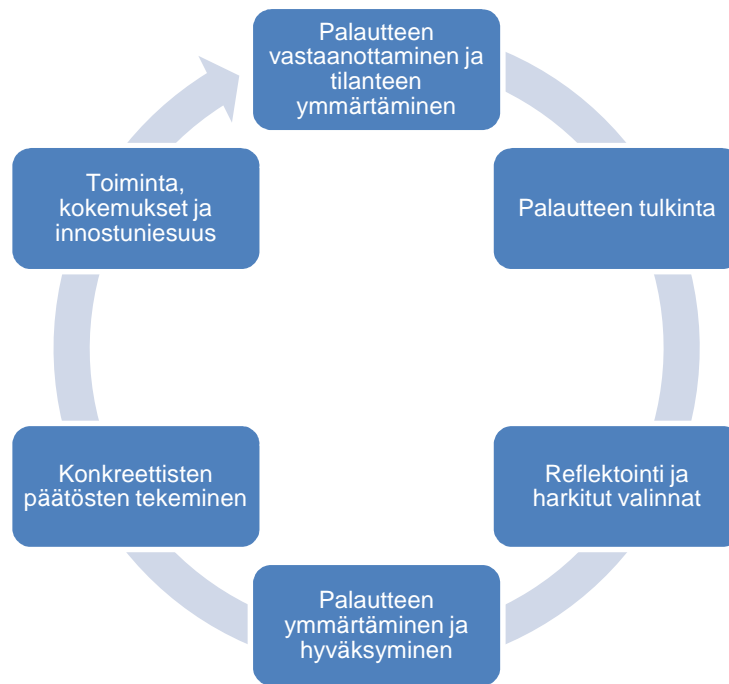 Palautteen
vastaanottaminen ja
tilanteen
ymmärtäminen
Palautteen tulkinta
Reflektointi ja
harkitut valinnat
Palautteen
ymmärtäminen ja
hyväksyminen
Konkreettisten
päätösten tekeminen
Toiminta,
kokemukset ja
innostuniesuus